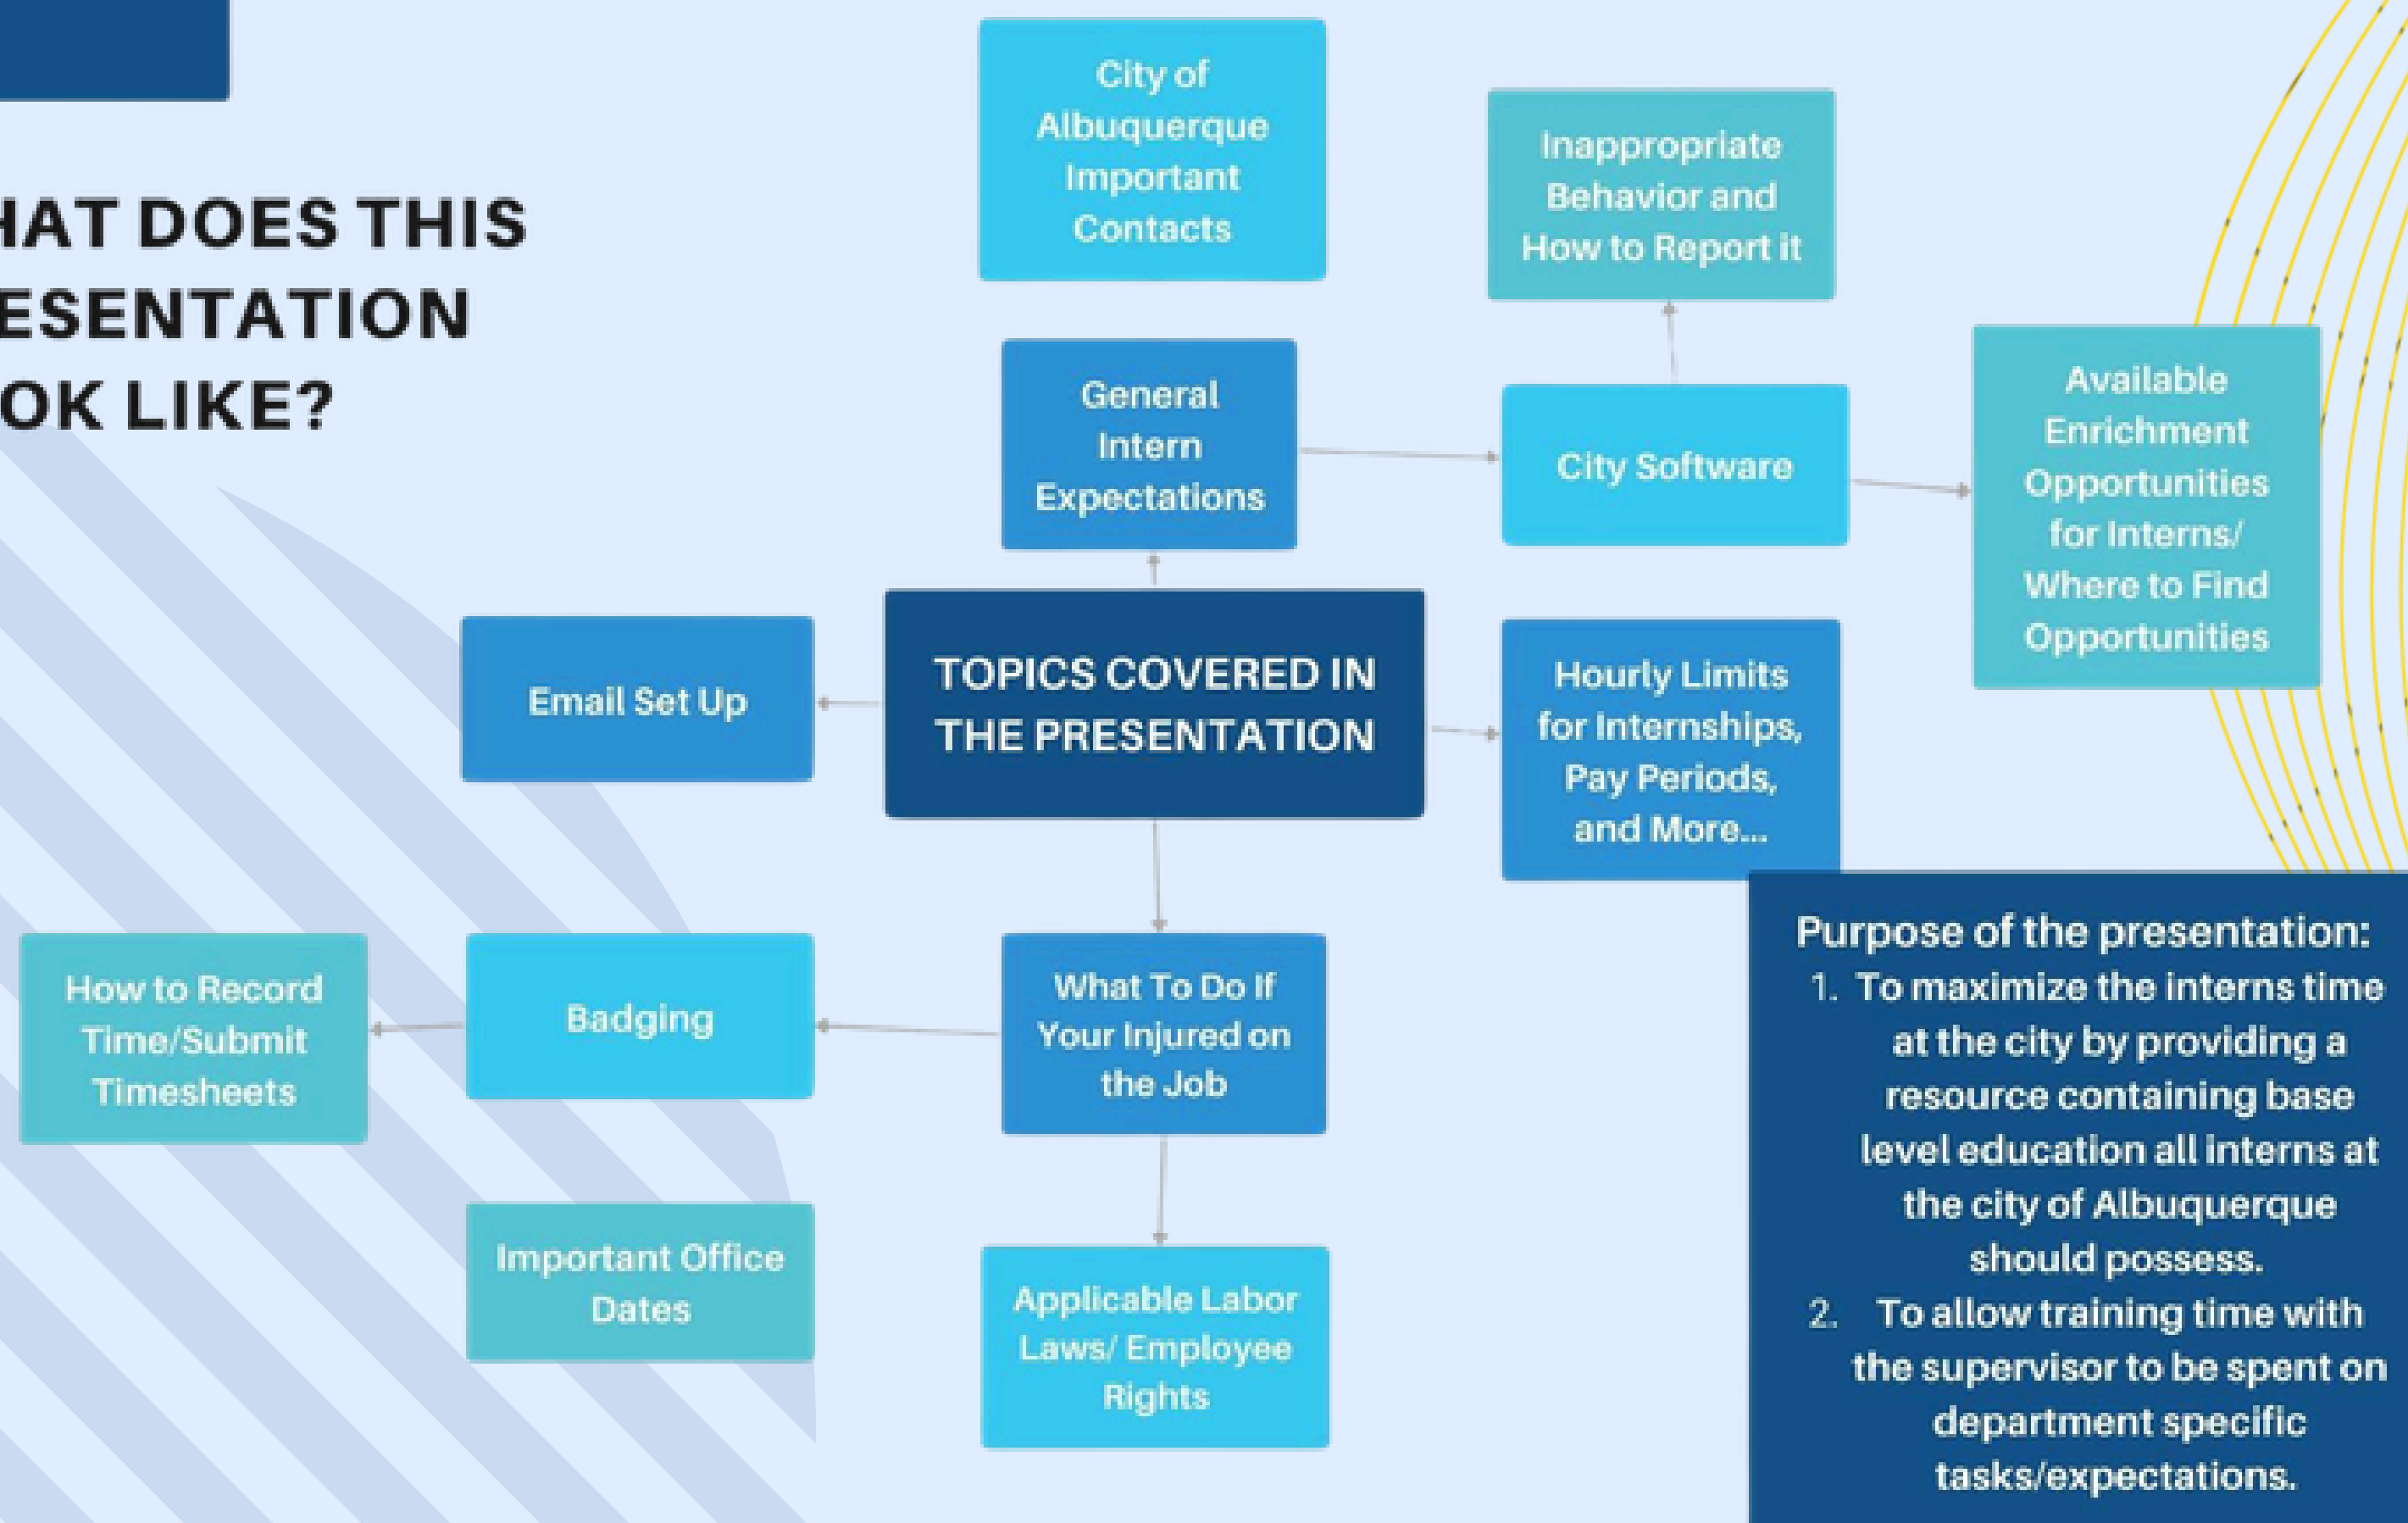 HAT DOES THIS
ESENTATION
OK LIKE?
City of
Albuquerque
Important
Contacts
Inappropriate
Behavior and
How to Report it
General
Intern
Expectations
City Software
Available
Enrichment
Opportunities
for Interns/
Where to Find
Opportunities
Email Set Up
TOPICS COVERED IN
THE PRESENTATION
Hourly Limits
for Internships,
Pay Periods,
and More...
How to Record
Time/Submit
Timesheets
Badging
What To Do If
Your Injured on
the Job
Important Office
Dates
Applicable Labor
Laws/ Employee
Rights
Purpose of the presentation:
1. To maximize the interns time
at the city by providing a
resource containing base
level education all interns at
the city of Albuquerque
should possess.
2. To allow training time with
the supervisor to be spent on
department specific
tasks/expectations.